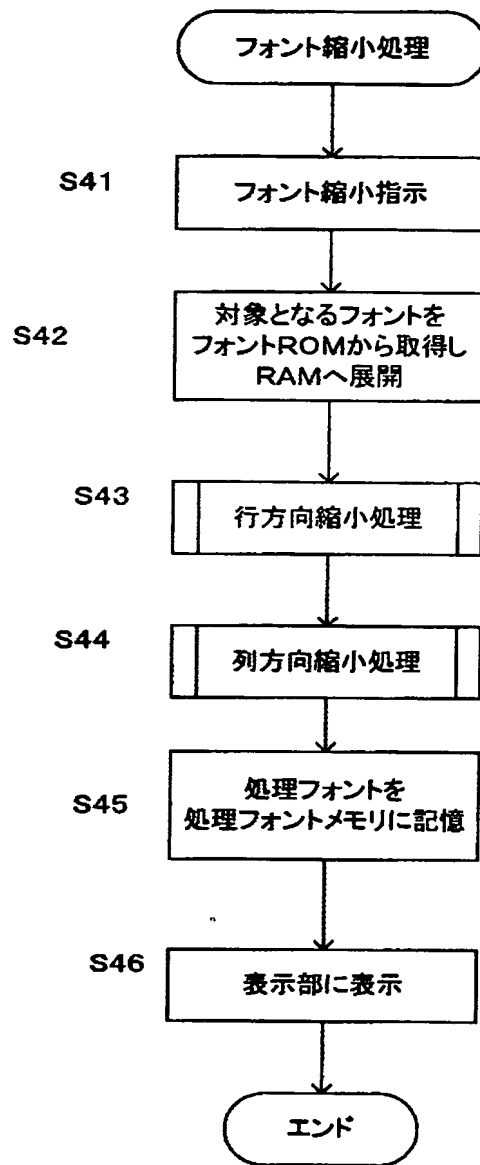 フォント縮小処理
S41
フォント縮小指示
S42
対象となるフォントを
フォントROMから取得し
RAMへ展開
S43
行方向縮小処理
S44
列方向縮小処理
S45
処理フォントを
処理フォントメモリに記憶
S46
表示部に表示
エンド